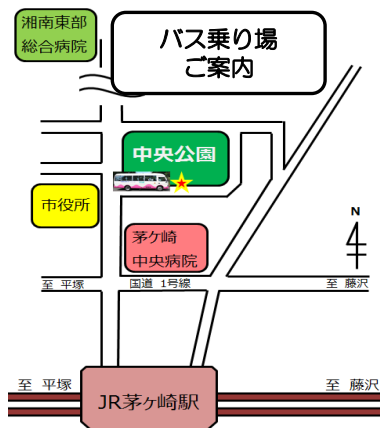 湘南東部
総合病院
バス乗り場
ご案内
中央公園
市役所
茅ケ崎
中央病院
N
至 平塚
国道 1号線
至 藤沢
至 平塚
至 藤沢
JR茅ヶ崎駅